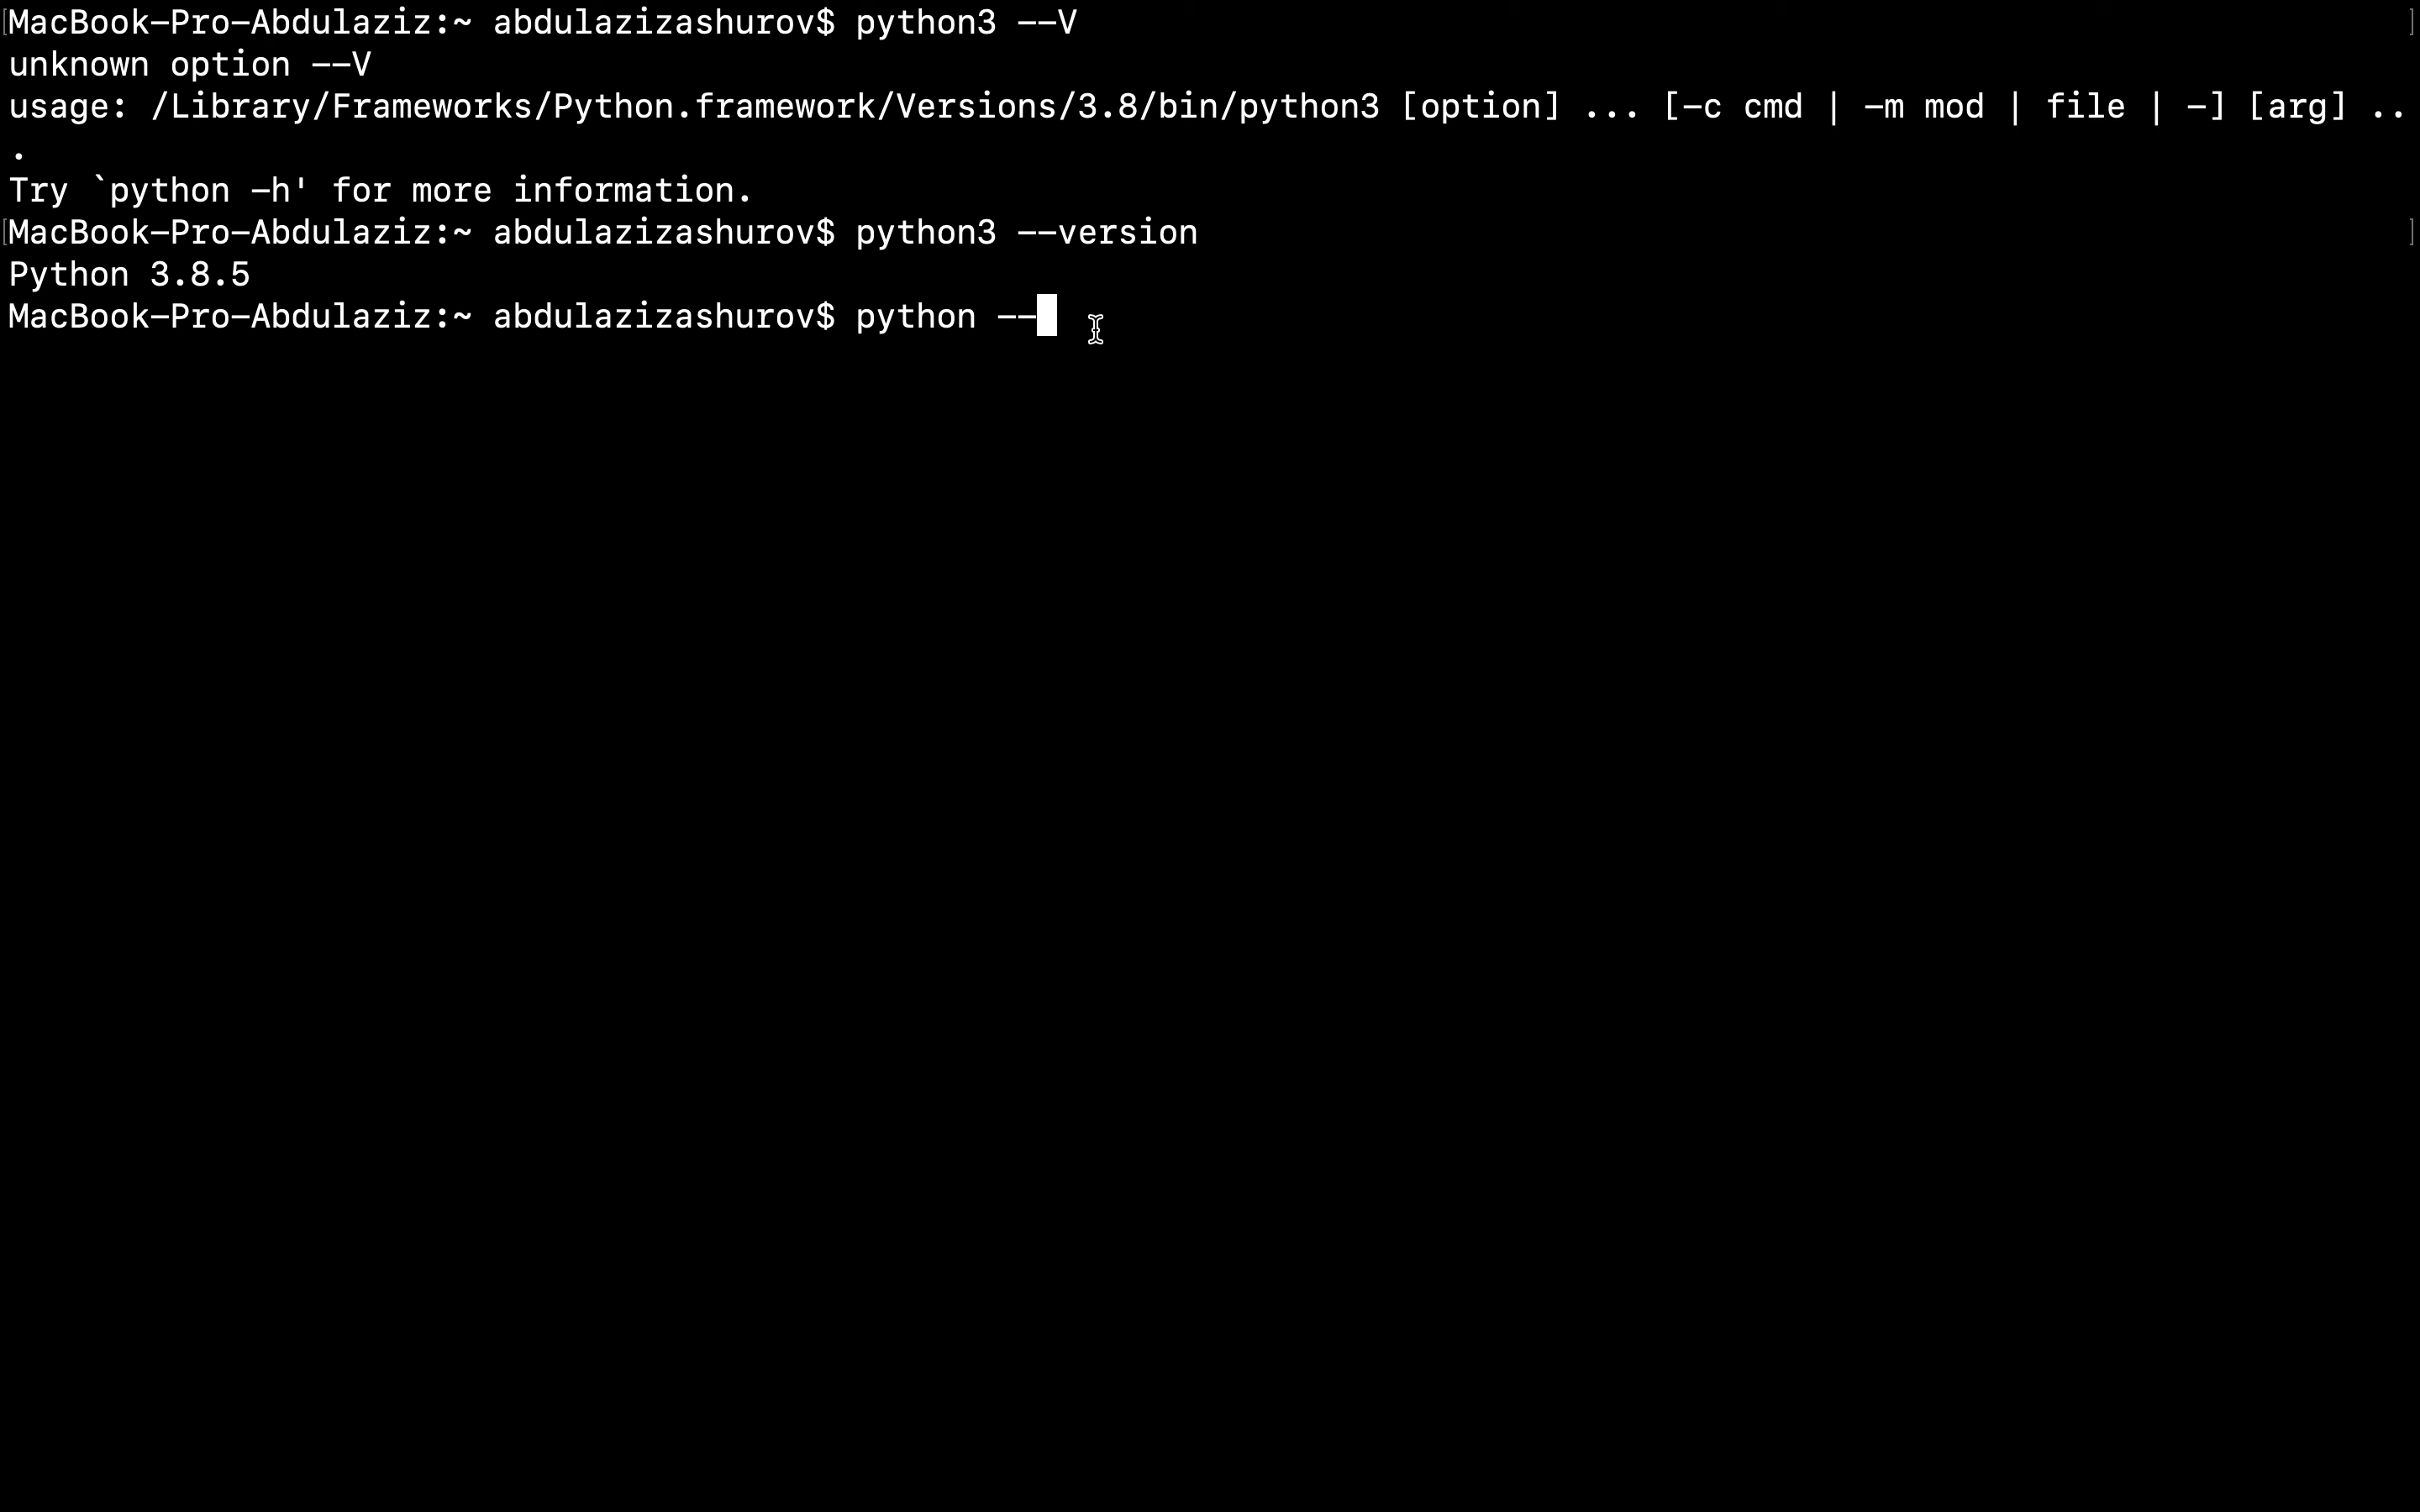 MacBook-Pro-Abdulaziz:~ abdulazizashurov$ python3 --V
unknown option --V
usage: /Library/Frameworks/Python.framework/Versions/3.8/bin/python3 [option] ... [-c cmd | -m mod | file | -] [arg] ..
.
Try `python -h' for more information.
MacBook-Pro-Abdulaziz:~ abdulazizashurov$ python3 --version
Python 3.8.5
MacBook-Pro-Abdulaziz:~ abdulazizashurov$ python --